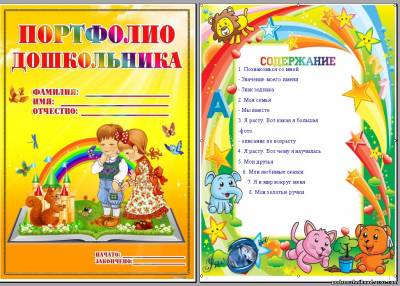 ПОРТФОЛИО
ДОШКОЛЬНИКА
ФАМИЛИЯ:
ИМЯ:
ОТЧЕСТВО:
НАЧАТО:
ЗАКОНЧЕНО:
СОДЕРЖАНИЕ
1. Познакомься со мной
- Значение моего имени
- Знак зодиака
2. Моя семья
- Мы вместе
3. Я расту. Вот какая я большая
-фото
- описание по возрасту
4. Я расту. Вот чему я научилась
5. Мои друзья
6. Мои любимые сказки
7. Я и мир вокруг меня
8. Мои золотые ручки
А